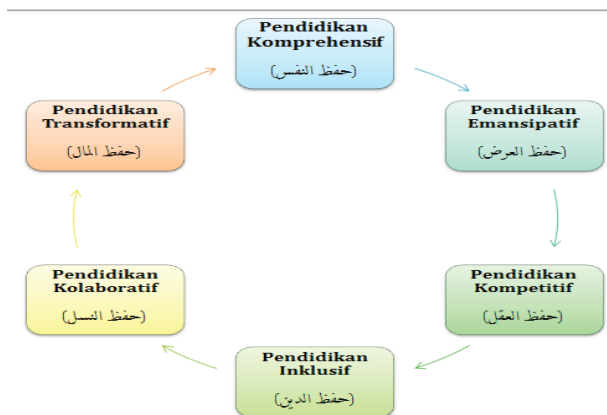 Pendidikan
Komprehensif
(حفظ النفس)
Pendidikan
Emansipatif
(حفظ العرض)
Pendidikan
Kompetitif
(حفظ العقل)
Pendidikan
Inklusif
(حفظ الدين)
Pendidikan
Kolaboratif
(حفظ النسل)
Pendidikan
Transformatif
(حفظ المال)